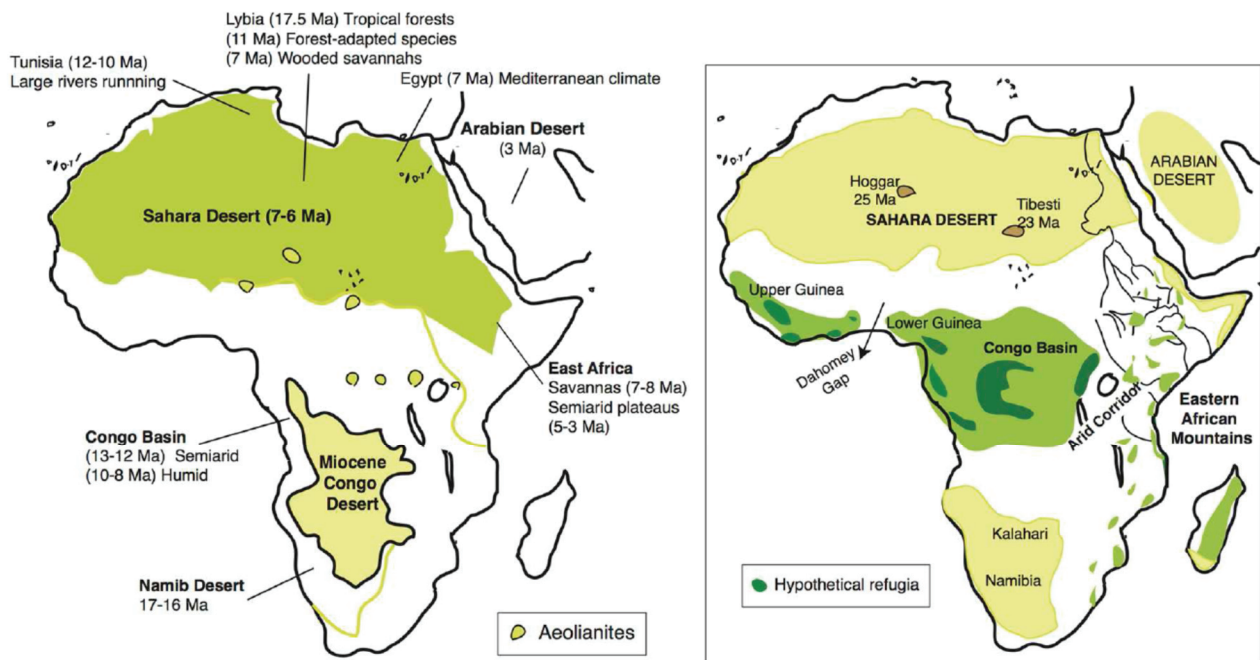 Lybia (17.5 Ma) Tropical forests
(11 Ma) Forest-adapted species
(7 Ma) Wooded savannahs
Tunisia (12-10 Ma)
Large rivers runnning
Egypt (7 Ma) Mediterranean climate
Arabian Desert
(3 Ma)
Sahara Desert (7-6 Ma)
East Africa
Savannas (7-8 Ma)
Semiarid plateaus
(5-3 Ma)
Congo Basin
(13-12 Ma) Semiarid
(10-8 Ma) Humid
Miocene
Congo
Desert
Namib Desert
17-16 Ma
Aeolianites
ARABIAN
DESERT
Hoggar
25 Ma
Tibesti
23 Ma
SAHARA DESERT
Upper Guinea
Lower Guinea
Dahomey
Gap
Congo Basin
Arid Corridor
Eastern
African
Mountains
Kalahari
Namibia
Hypothetical refugia